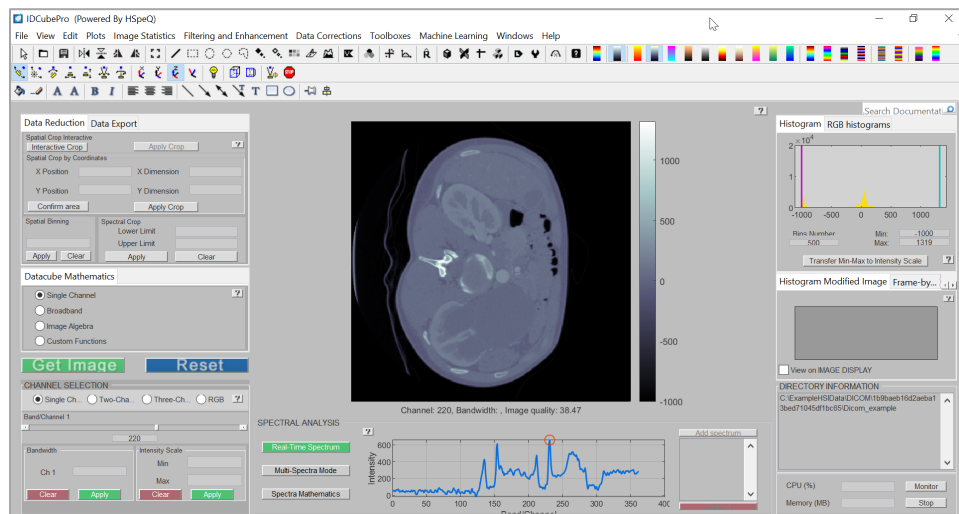 IDCubePro (Powered By HSpeQ)
File View Edit Plots Image Statistics Filtering and Enhancement Data Corrections Toolboxes Machine Learning Windows Help
Search Documentat
Data Reduction Data Export
Spatial Crop Interactive
Interactive Crop Apply Crop
Spatial Crop by Coordinates
X Position X Dimension
Y Position Y Dimension
Confirm area Apply Crop
Spatial Binning Spectral Crop
Lower Limit
Upper Limit
Apply Clear Apply Clear
Datacube Mathematics
Single Channel
Broadband
Image Algebra
Custom Functions
Get Image Reset
CHANNEL SELECTION
Single Ch... Two-Cha... Three-Ch... RGB
Band/Channel 1
220
Bandwidth Intensity Scale
Ch 1 Min
Max
Clear Apply Clear Apply
1000
500
0
-500
-1000
Channel: 220, Bandwidth: , Image quality: 38.47
SPECTRAL ANALYSIS
Real-Time Spectrum
Multi-Spectra Mode
Spectra Mathematics
Intensity
600
400
200
0
0 50 100 150 200 250 300 350 400
Band/Channel
Add spectrum
Histogram RGB histograms
×10^4
2
1
0
-1000 -500 0 500 1000
Bins Number Min: -1000
500 Max: 1319
Transfer Min-Max to Intensity Scale
Histogram Modified Image Frame-by...
View on IMAGE DISPLAY
DIRECTORY INFORMATION
C:\ExampleHSIData\DICOM\1b9baeb16d2aeba1
3bed71045df1bc65\Dicom_example
CPU (%) Monitor
Memory (MB) Stop